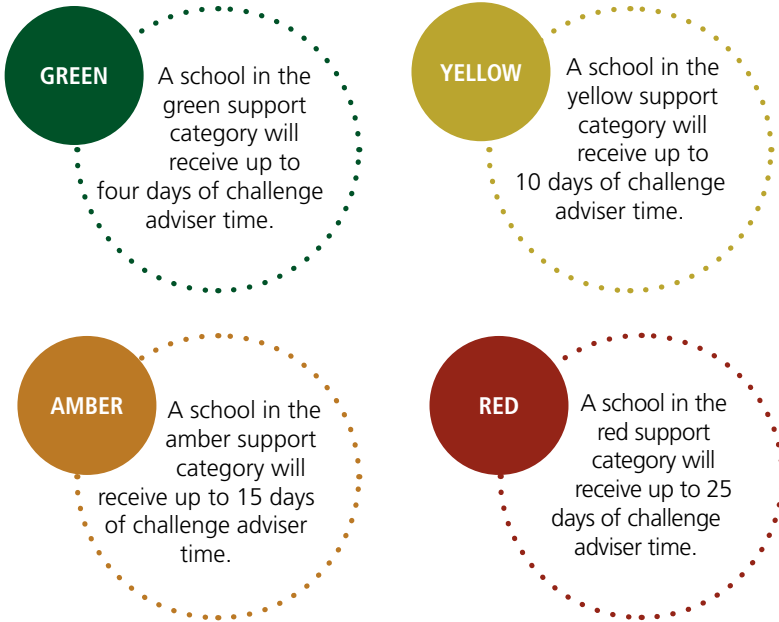 GREEN
A school in the
green support
category will
receive up to
four days of challenge
adviser time.
YELLOW
A school in the
yellow support
category will
receive up to
10 days of challenge
adviser time.
AMBER
A school in the
amber support
category will
receive up to 15 days
of challenge adviser
time.
RED
A school in the
red support
category will
receive up to 25
days of challenge
adviser time.